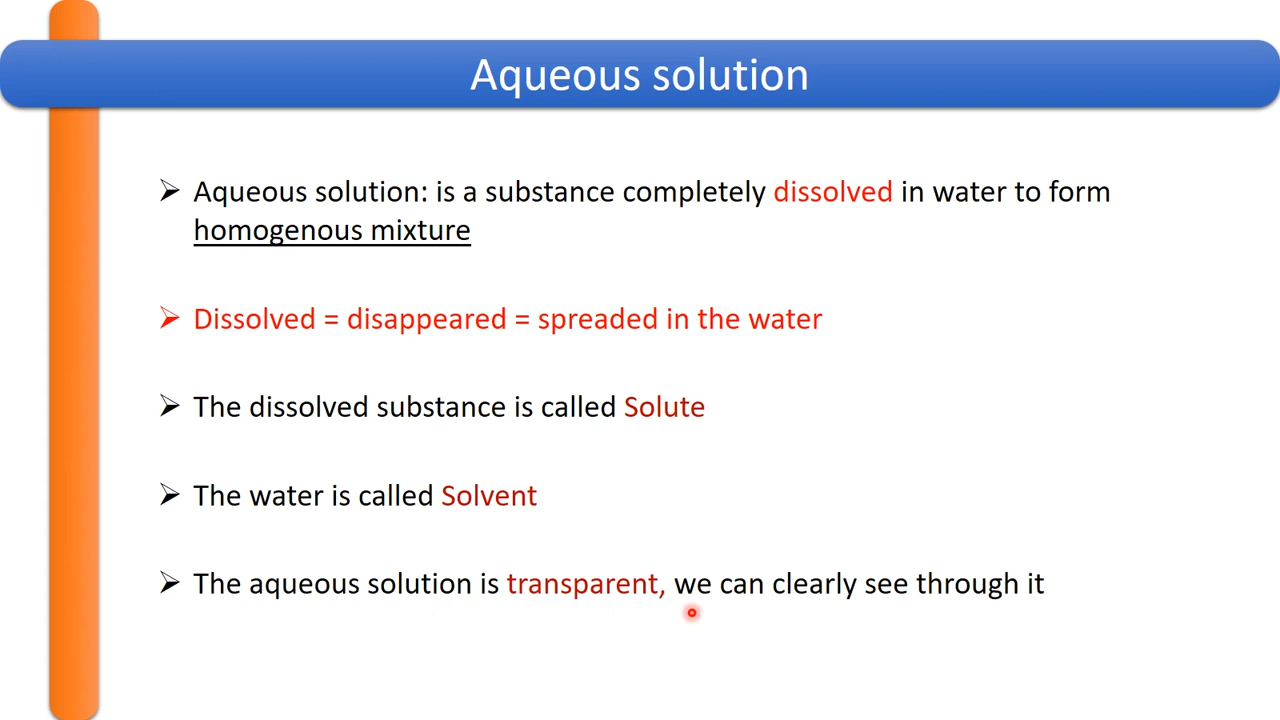 Aqueous solution
➢ Aqueous solution: is a substance completely dissolved in water to form
homogenous mixture
➢ Dissolved = disappeared = spreaded in the water
➢ The dissolved substance is called Solute
➢ The water is called Solvent
➢ The aqueous solution is transparent, we can clearly see through it